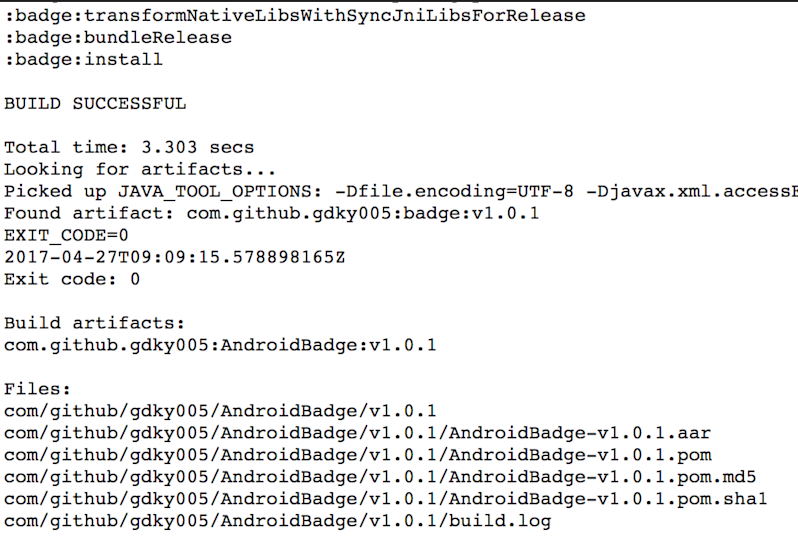 :badge:transformNativeLibsWithSyncJniLibsForRelease
:badge:bundleRelease
:badge:install
BUILD SUCCESSFUL
Total time: 3.303 secs
Looking for artifacts...
Picked up JAVA_TOOL_OPTIONS: -Dfile.encoding=UTF-8 -Djavax.xml.accessE
Found artifact: com.github.gdky005:badge:v1.0.1
EXIT_CODE=0
2017-04-27T09:09:15.578898165Z
Exit code: 0
Build artifacts:
com.github.gdky005:AndroidBadge:v1.0.1
Files:
com/github/gdky005/AndroidBadge/v1.0.1
com/github/gdky005/AndroidBadge/v1.0.1/AndroidBadge-v1.0.1.aar
com/github/gdky005/AndroidBadge/v1.0.1/AndroidBadge-v1.0.1.pom
com/github/gdky005/AndroidBadge/v1.0.1/AndroidBadge-v1.0.1.pom.md5
com/github/gdky005/AndroidBadge/v1.0.1/AndroidBadge-v1.0.1.pom.sha1
com/github/gdky005/AndroidBadge/v1.0.1/build.log